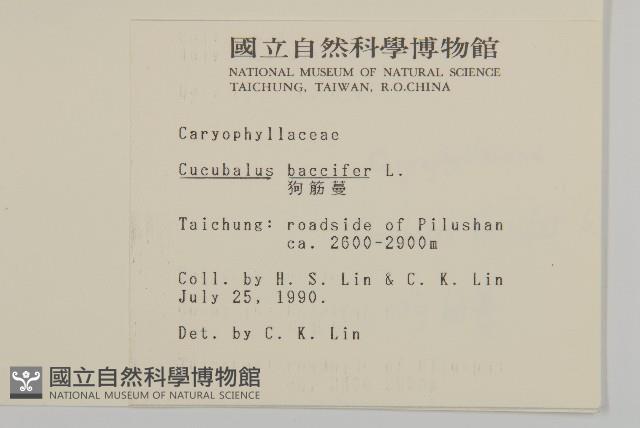 國立自然科學博物館
NATIONAL MUSEUM OF NATURAL SCIENCE
TAICHUNG, TAIWAN, R.O.CHINA
Caryophyllaceae
Cucubalus baccifer L.
狗筋蔓
Taichung: roadside of Pilushan
ca. 2600-2900m
Coll. by H. S. Lin & C. K. Lin
July 25, 1990.
Det. by C. K. Lin
國立自然科學博物館
NATIONAL MUSEUM OF NATURAL SCIENCE